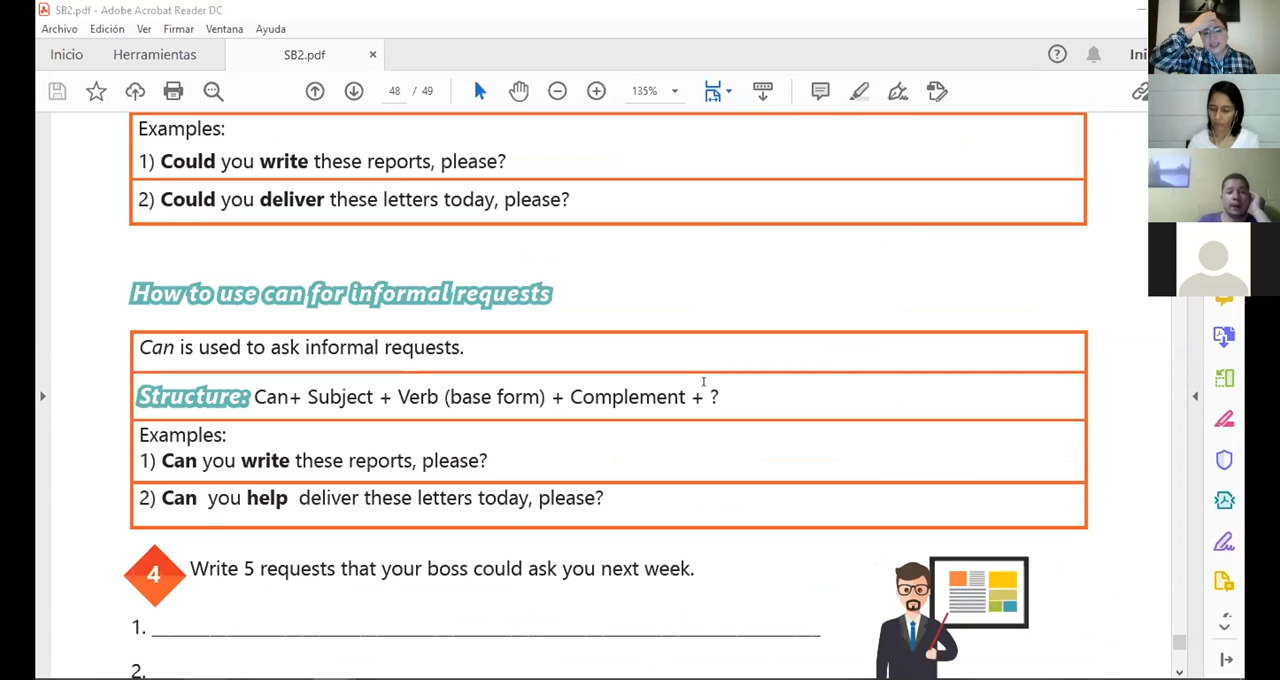 SB2.pdf - Adobe Acrobat Reader DC
Archivo Edición Ver Firmar Ventana Ayuda
Inicio Herramientas SB2.pdf × ? Ini
48 / 49 135%
Examples:
1) Could you write these reports, please?
2) Could you deliver these letters today, please?
How to use can for informal requests
Can is used to ask informal requests.
Structure: Can+ Subject + Verb (base form) + Complement + ?
Examples:
1) Can you write these reports, please?
2) Can you help deliver these letters today, please?
4 Write 5 requests that your boss could ask you next week.
1.
2.